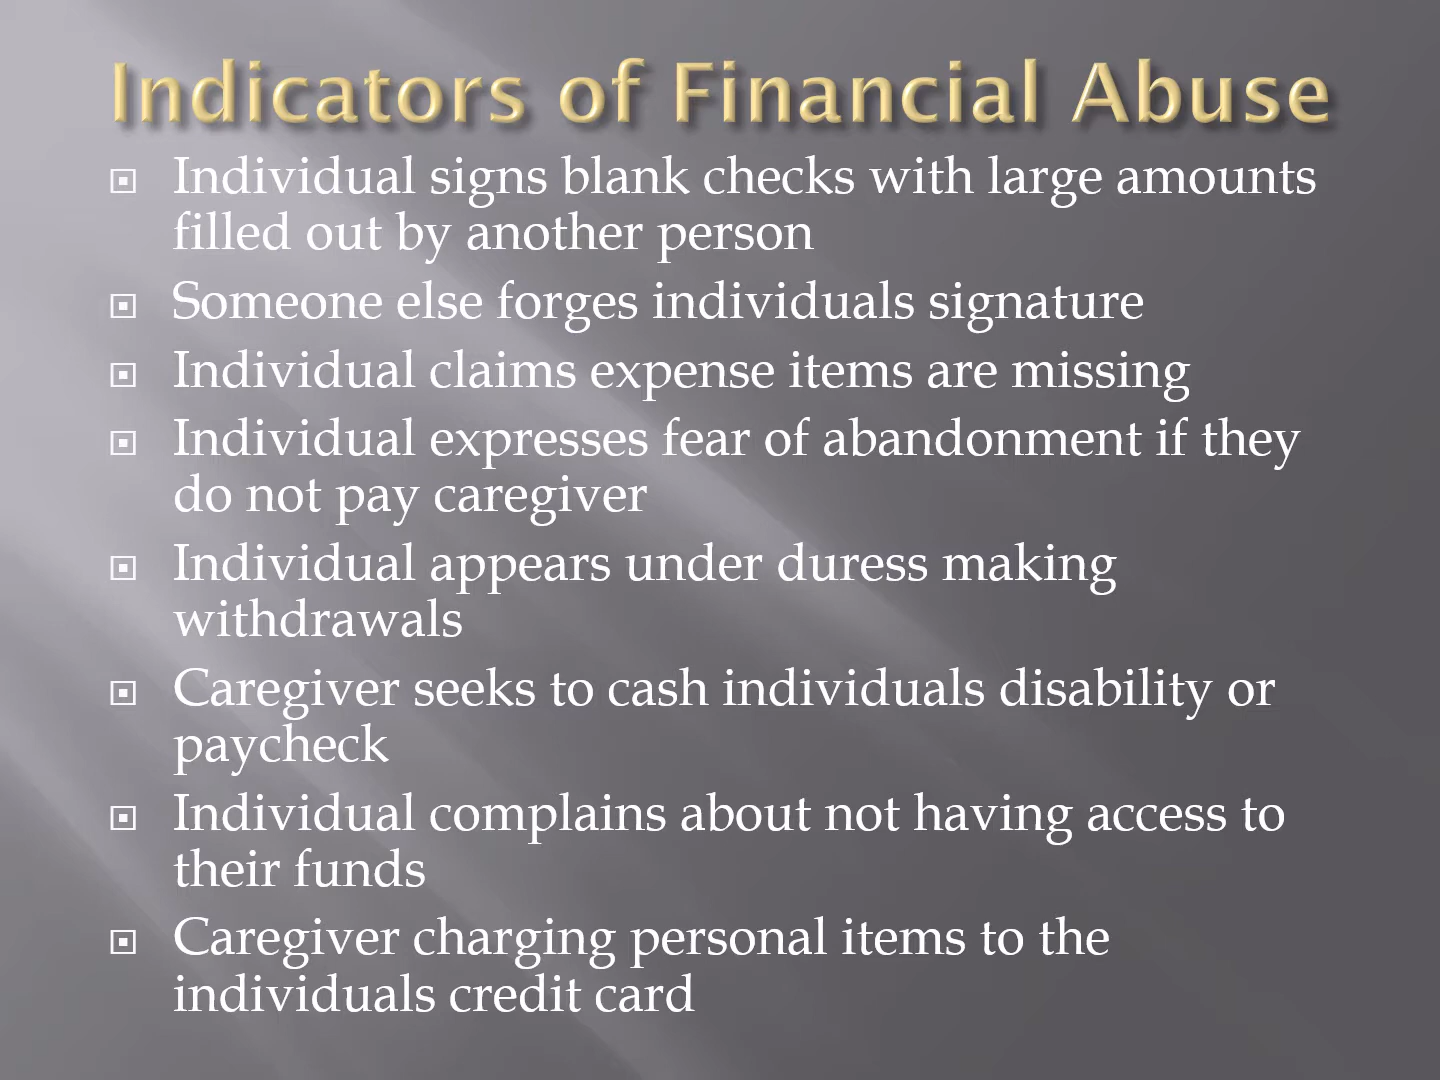 Indicators of Financial Abuse
Individual signs blank checks with large amounts
filled out by another person
Someone else forges individuals signature
Individual claims expense items are missing
Individual expresses fear of abandonment if they
do not pay caregiver
Individual appears under duress making
withdrawals
Caregiver seeks to cash individuals disability or
paycheck
Individual complains about not having access to
their funds
Caregiver charging personal items to the
individuals credit card